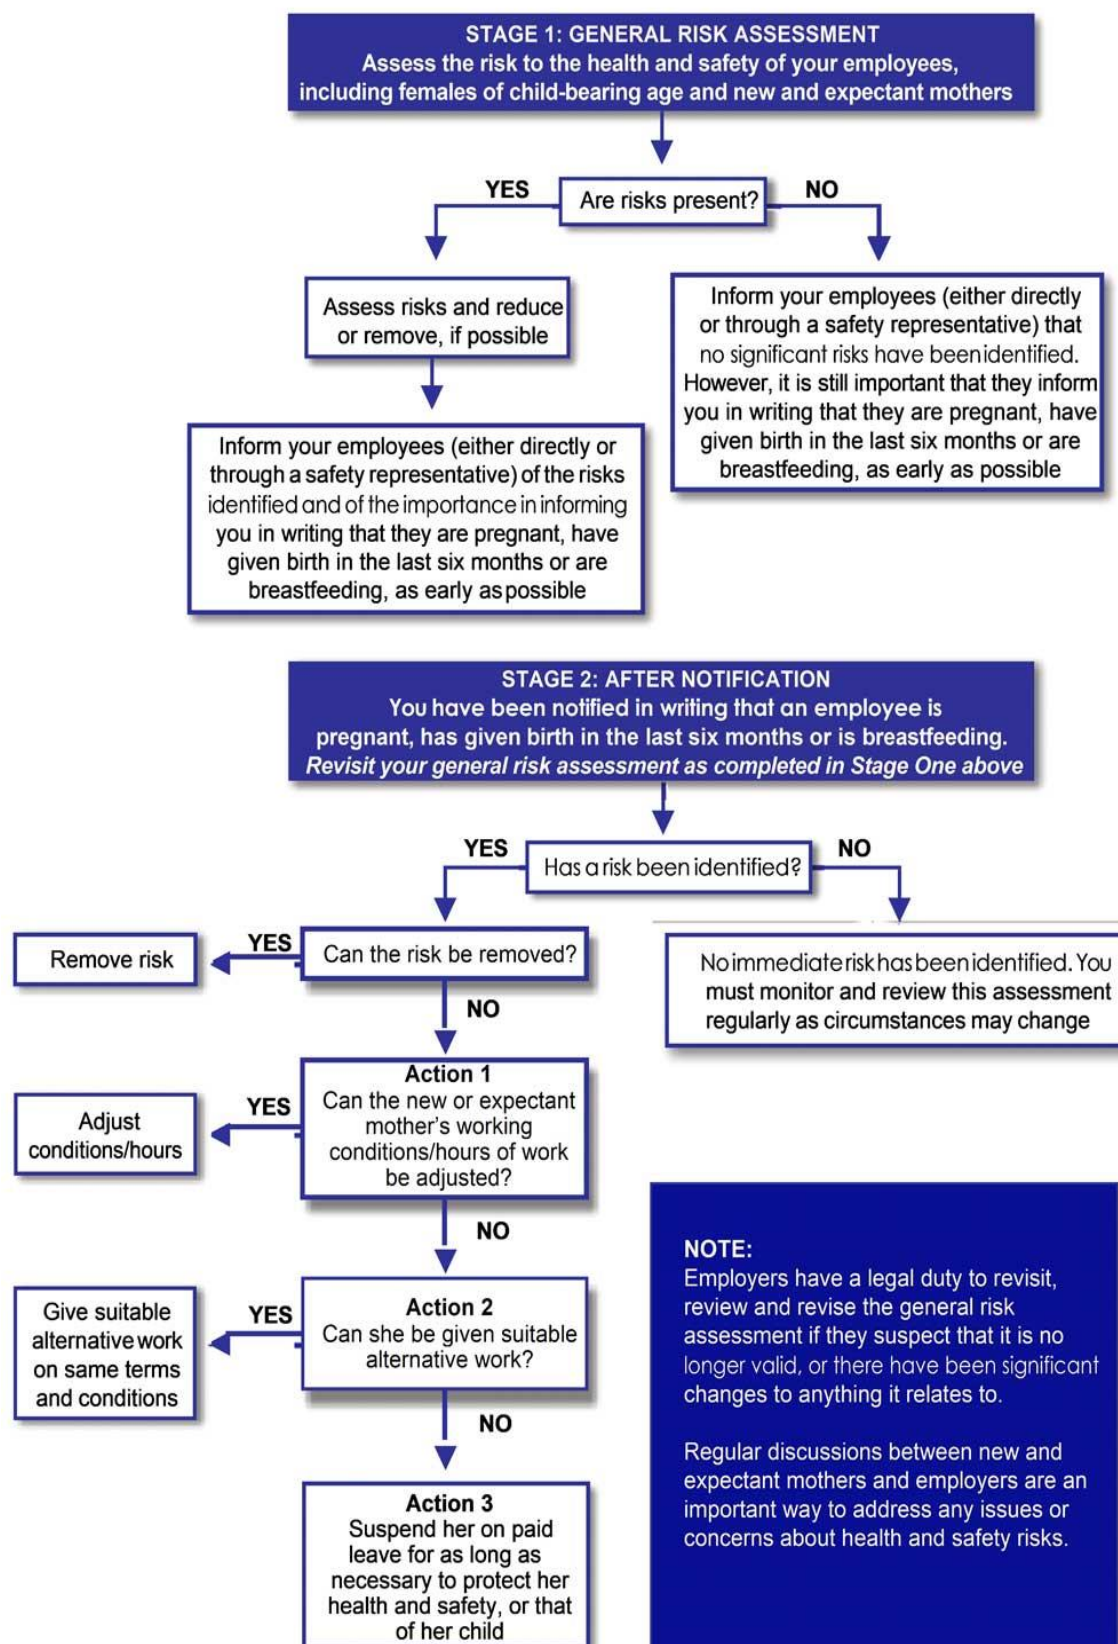 STAGE 1: GENERAL RISK ASSESSMENT
Assess the risk to the health and safety of your employees,
including females of child-bearing age and new and expectant mothers
YES
Are risks present?
NO
Assess risks and reduce
or remove, if possible
Inform your employees (either directly
or through a safety representative) that
no significant risks have been identified.
However, it is still important that they inform
you in writing that they are pregnant, have
given birth in the last six months or are
breastfeeding, as early as possible
Inform your employees (either directly or
through a safety representative) of the risks
identified and of the importance in informing
you in writing that they are pregnant, have
given birth in the last six months or are
breastfeeding, as early as possible
STAGE 2: AFTER NOTIFICATION
You have been notified in writing that an employee is
pregnant, has given birth in the last six months or is breastfeeding.
Revisit your general risk assessment as completed in Stage One above
YES
Has a risk been identified?
NO
Remove risk
YES
Can the risk be removed?
No immediate risk has been identified. You
must monitor and review this assessment
regularly as circumstances may change
NO
Adjust
conditions/hours
YES
Action 1
Can the new or expectant
mother's working
conditions/hours of work
be adjusted?
NO
Give suitable
alternative work
on same terms
and conditions
YES
Action 2
Can she be given suitable
alternative work?
NO
Action 3
Suspend her on paid
leave for as long as
necessary to protect her
health and safety, or that
of her child
NOTE:
Employers have a legal duty to revisit,
review and revise the general risk
assessment if they suspect that it is no
longer valid, or there have been significant
changes to anything it relates to.
Regular discussions between new and
expectant mothers and employers are an
important way to address any issues or
concerns about health and safety risks.